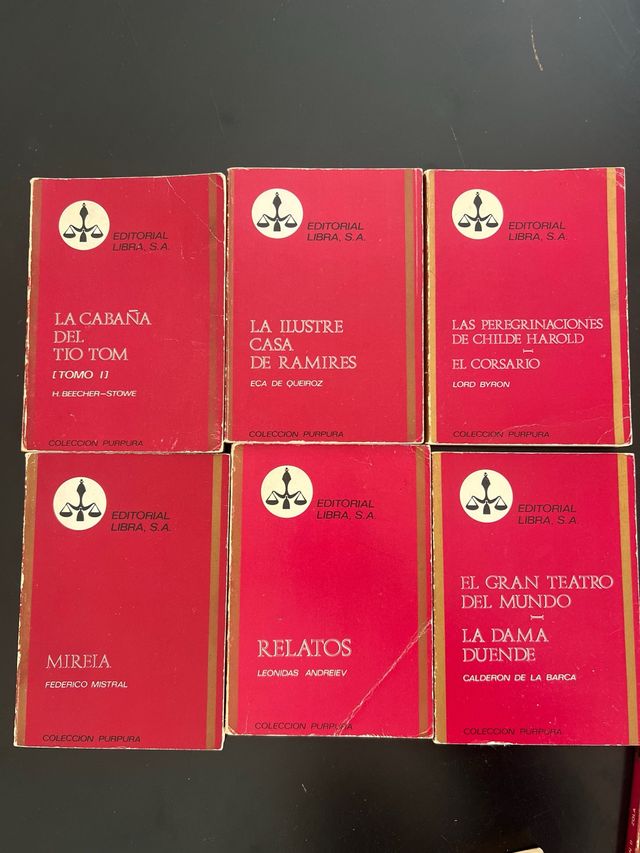 EDITORIAL
LIBRA, S.A.
LA CABAÑA
DEL
TIO TOM
[TOMO I]
H. BEECHER-STOWE
COLECCION PURPURA
EDITORIAL
LIBRA, S.A.
LA ILUSTRE
CASA
DE RAMIRES
EÇA DE QUEIROZ
COLECCION PURPURA
EDITORIAL
LIBRA, S.A.
LAS PEREGRINACIONES
DE CHILDE HAROLD
EL CORSARIO
LORD BYRON
COLECCION PURPURA
EDITORIAL
LIBRA, S.A.
MIREIA
FEDERICO MISTRAL
COLECCION PURPURA
EDITORIAL
LIBRA, S.A.
RELATOS
LEONIDAS ANDREIEV
COLECCION PURPURA
EDITORIAL
LIBRA, S.A.
EL GRAN TEATRO
DEL MUNDO
LA DAMA
DUENDE
CALDERON DE LA BARCA
COLECCION PURPURA
ZOLA